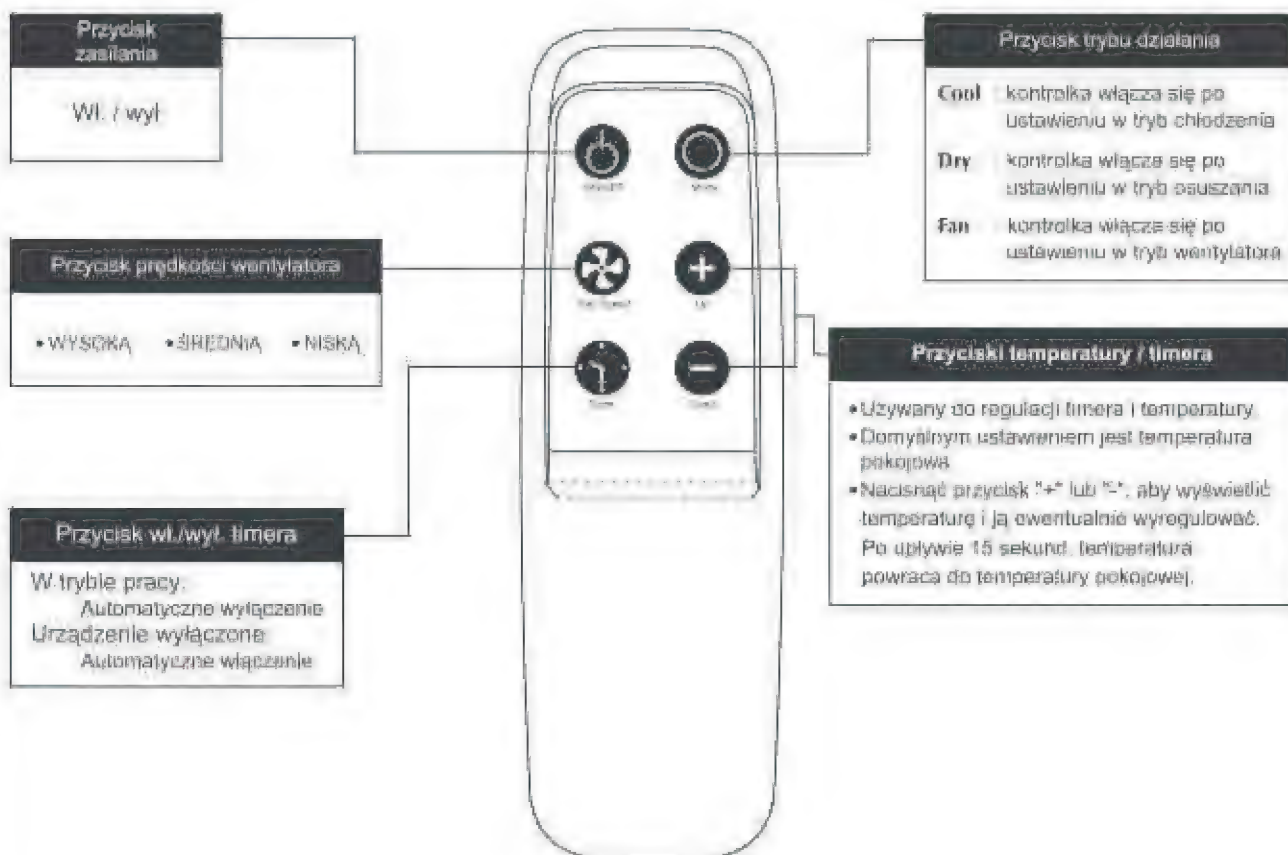 Przycisk
zasilania
Wł. / wył
Przycisk trybu działania
Cool kontrolka włącza się po
ustawieniu w tryb chłodzenia
Dry kontrolka włącza się po
ustawieniu w tryb osuszania
Fan kontrolka włącza się po
ustawieniu w tryb wentylatora
Przycisk prędkości wentylatora
• WYSOKĄ • ŚREDNIĄ • NISKĄ
Przyciski temperatury / timera
• Używany do regulacji timera i temperatury
• Domyślnym ustawieniem jest temperatura
pokojowa
• Nacisnąć przycisk "+" lub "-", aby wyświetlić
temperaturę i ją ewentualnie wyregulować.
Po upływie 15 sekund, temperatura
powraca do temperatury pokojowej.
Przycisk wł./wył. timera
W trybie pracy:
Automatyczne wyłączenie
Urządzenie wyłączone
Automatyczne włączenie